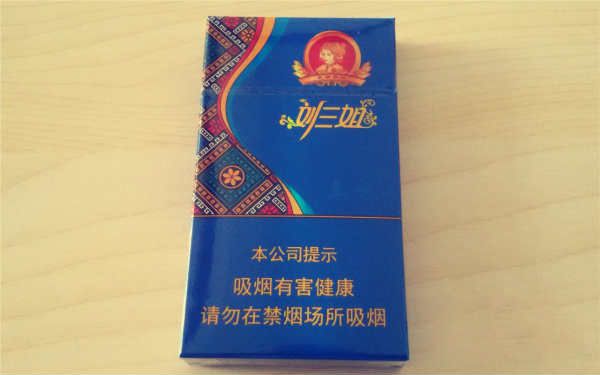 刘三姐
本公司提示
吸烟有害健康
请勿在禁烟场所吸烟